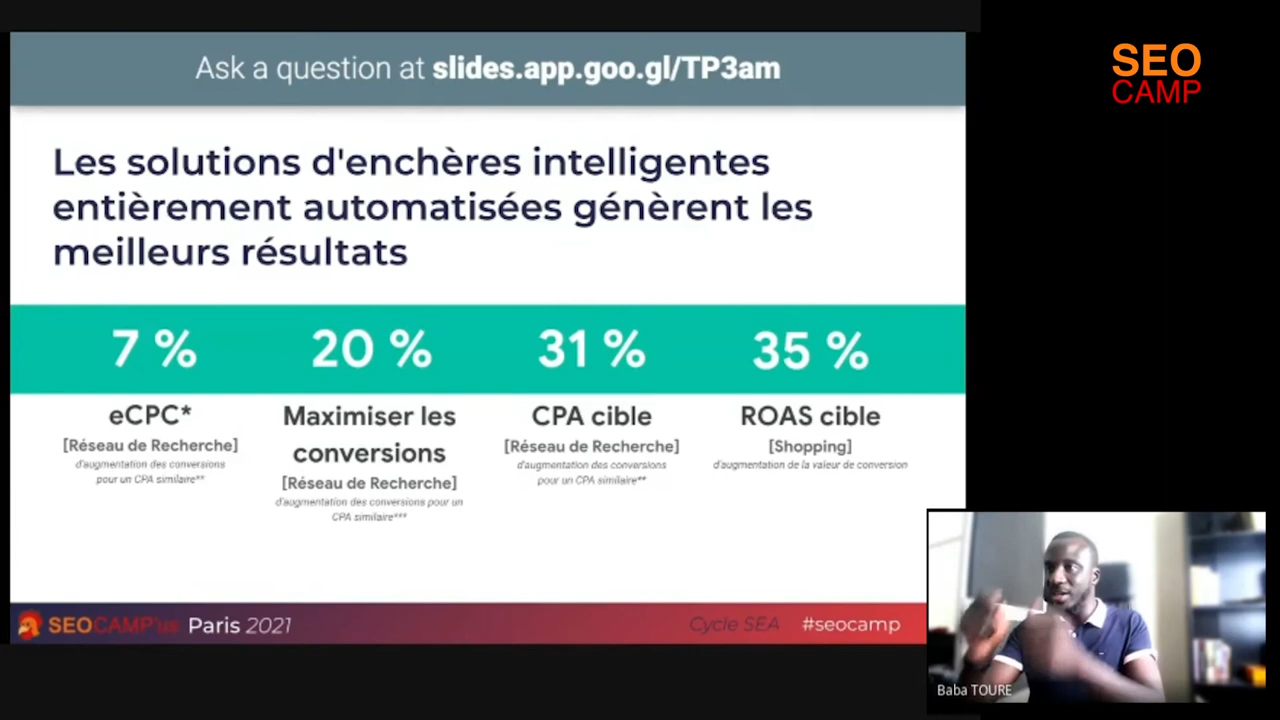 Ask a question at slides.app.goo.gl/TP3am
SEO
CAMP
Les solutions d'enchères intelligentes
entièrement automatisées génèrent les
meilleurs résultats
7 %
20 %
31 %
35 %
eCPC*
[Réseau de Recherche]
d'augmentation des conversions
pour un CPA similaire**
Maximiser les
conversions
[Réseau de Recherche]
d'augmentation des conversions pour un
CPA similaire***
CPA cible
[Réseau de Recherche]
d'augmentation des conversions
pour un CPA similaire**
ROAS cible
[Shopping]
d'augmentation de la valeur de conversion
SEOCAMP'us Paris 2021
Cycle SEA #seocamp
Baba TOURE